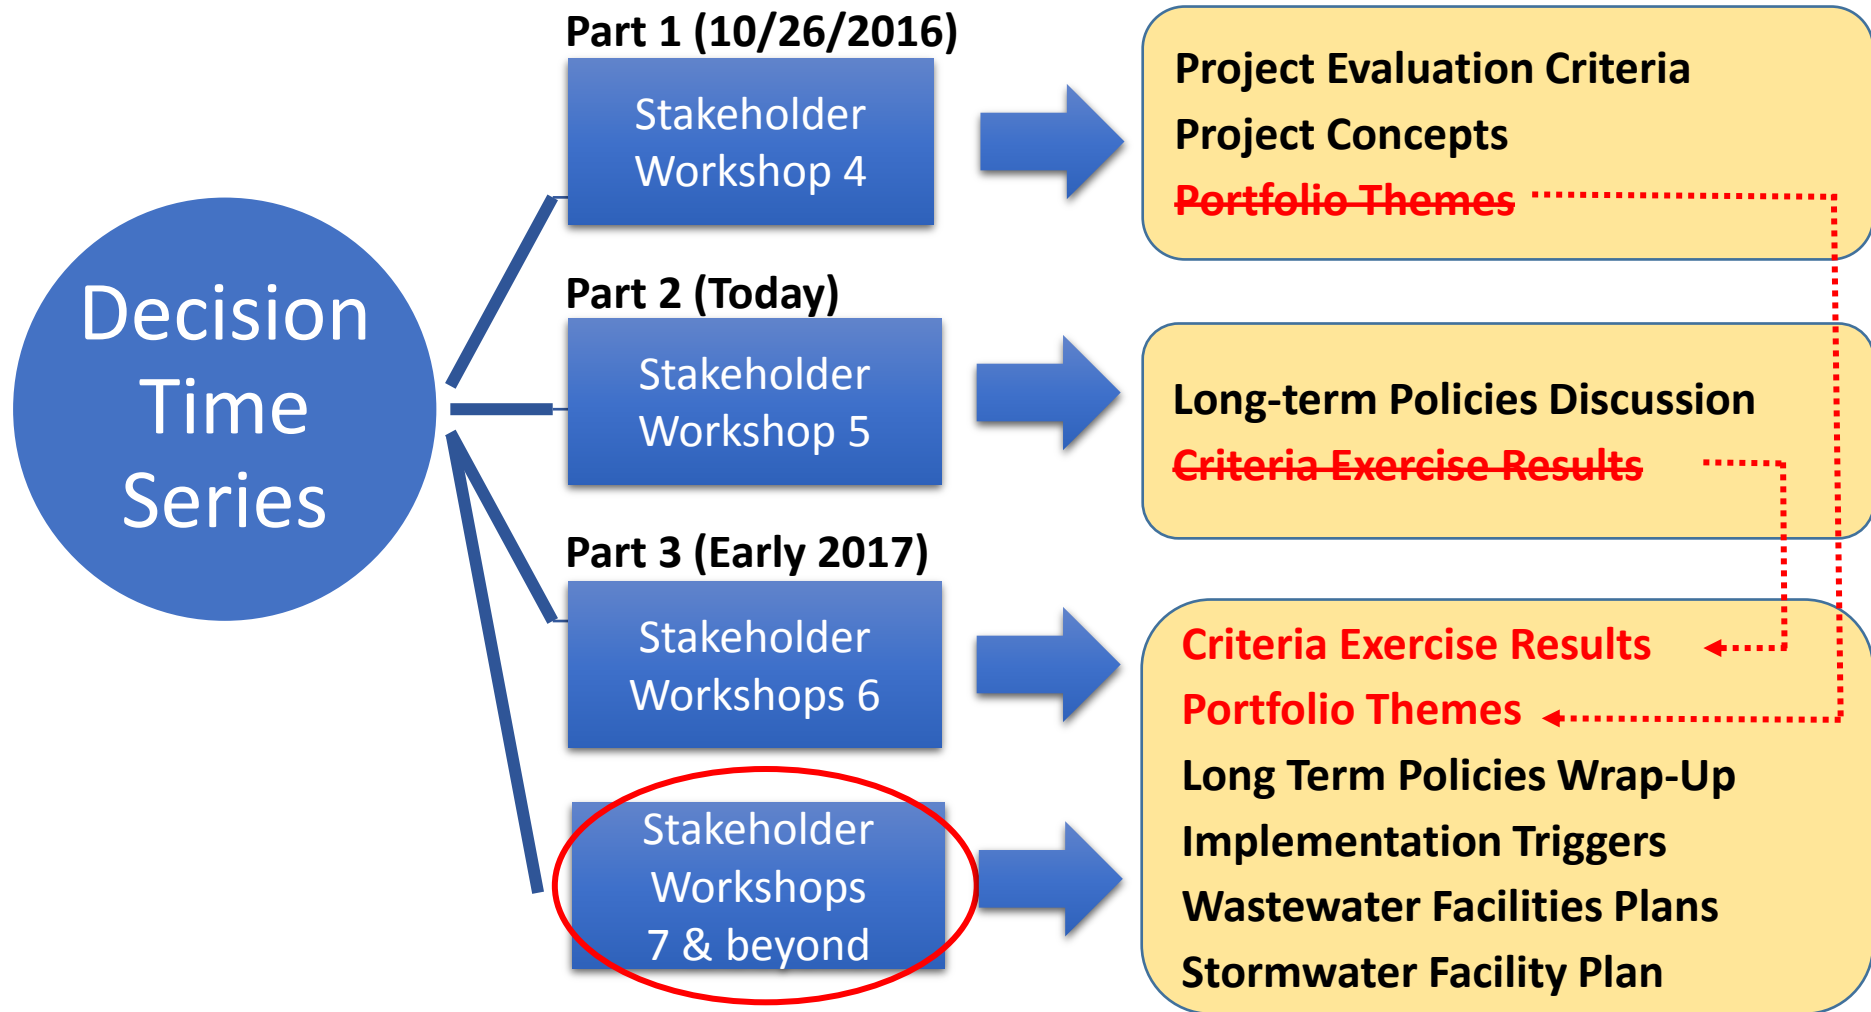 Decision
Time
Series
Part 1 (10/26/2016)
Stakeholder
Workshop 4
Project Evaluation Criteria
Project Concepts
Portfolio Themes
Part 2 (Today)
Stakeholder
Workshop 5
Long-term Policies Discussion
Criteria Exercise Results
Part 3 (Early 2017)
Stakeholder
Workshops 6
Stakeholder
Workshops
7 & beyond
Criteria Exercise Results
Portfolio Themes
Long Term Policies Wrap-Up
Implementation Triggers
Wastewater Facilities Plans
Stormwater Facility Plan